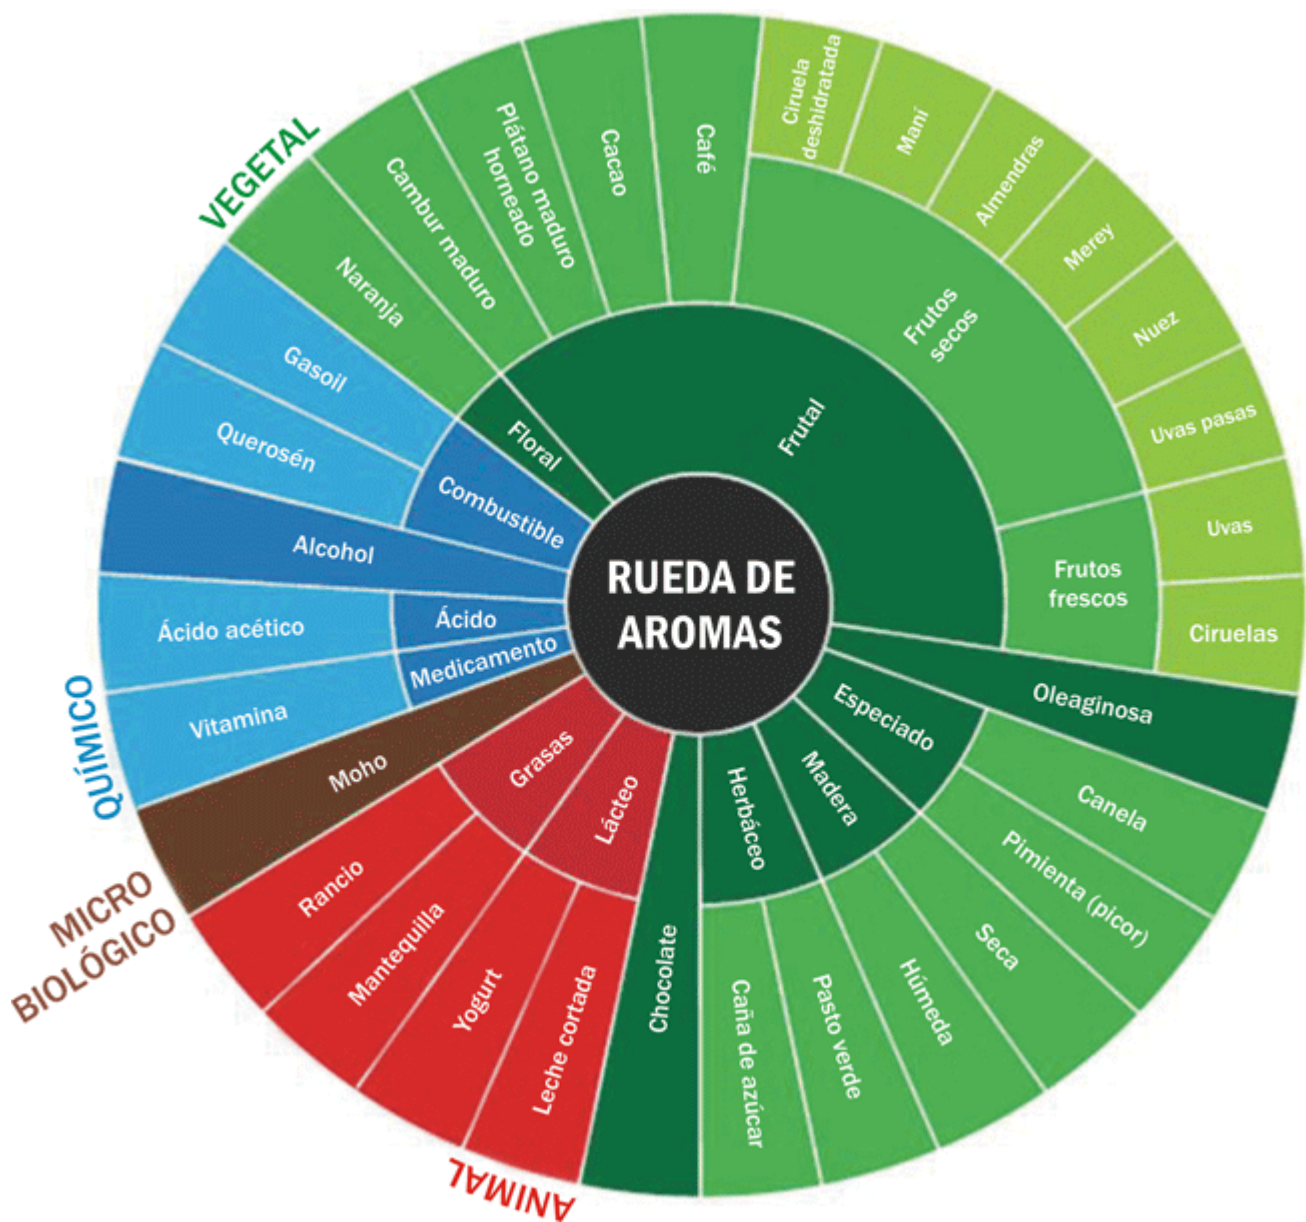 RUEDA DE
AROMAS
VEGETAL
Floral
Naranja
Frutal
Cambur maduro
Plátano maduro
horneado
Cacao
Café
Frutos
secos
Ciruela
deshidratada
Maní
Almendras
Merey
Nuez
Uvas pasas
Frutos
frescos
Uvas
Ciruelas
Oleaginosa
Especiado
Canela
Pimienta (picor)
Madera
Seca
Húmeda
Herbáceo
Pasto verde
Caña de azúcar
Chocolate
ANIMAL
Lácteo
Leche cortada
Yogurt
Grasas
Mantequilla
Rancio
MICRO
BIOLÓGICO
Moho
QUÍMICO
Medicamento
Vitamina
Ácido
Ácido acético
Alcohol
Combustible
Querosén
Gasoil